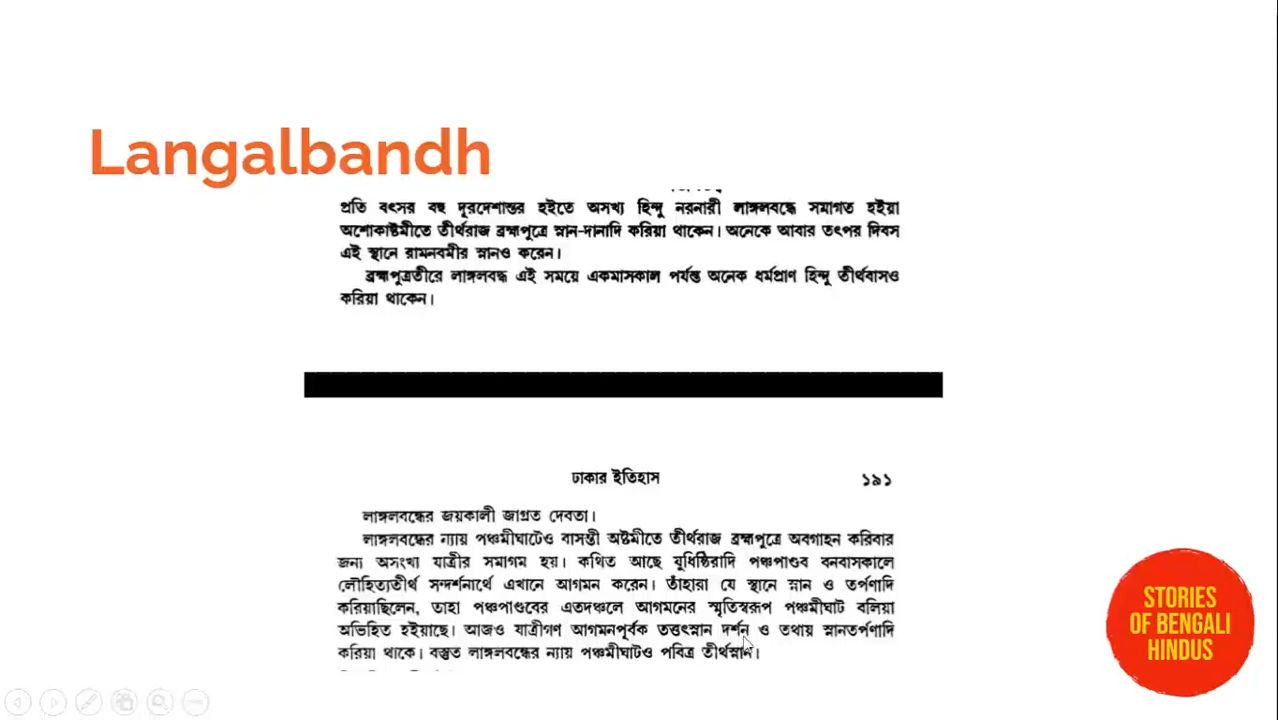 Langalbandh
প্রতি বৎসর বহু দূরদেশান্তর হইতে অসখ্য হিন্দু নরনারী লাঙ্গলবন্ধে সমাগত হইয়া
অশোকাষ্টমীতে তীর্থরাজ ব্রহ্মপুত্রে স্নান-দানাদি করিয়া থাকেন। অনেকে আবার তৎপর দিবস
এই স্থানে রামনবমীর স্নানও করেন।
ব্রহ্মপুত্রতীরে লাঙ্গলবদ্ধ এই সময়ে একমাসকাল পর্যন্ত অনেক ধর্মপ্রাণ হিন্দু তীর্থবাসও
করিয়া থাকেন।
ঢাকার ইতিহাস ১৯১
লাঙ্গলবন্ধের জয়কালী জাগ্রত দেবতা।
লাঙ্গলবন্ধের ন্যায় পঞ্চমীঘাটেও বাসন্তী অষ্টমীতে তীর্থরাজ ব্রহ্মপুত্রে অবগাহন করিবার
জন্য অসংখ্য যাত্রীর সমাগম হয়। কথিত আছে যুধিষ্ঠিরাদি পঞ্চপাণ্ডব বনবাসকালে
লৌহিত্যতীর্থ সন্দর্শনার্থে এখানে আগমন করেন। তাঁহারা যে স্থানে স্নান ও তর্পণাদি
করিয়াছিলেন, তাহা পঞ্চপাণ্ডবের এতদঞ্চলে আগমনের স্মৃতিস্বরূপ পঞ্চমীঘাট বলিয়া
অভিহিত হইয়াছে। আজও যাত্রীগণ আগমনপূর্বক তত্তৎস্নান দর্শন ও তথায় স্নানতর্পণাদি
করিয়া থাকে। বস্তুত লাঙ্গলবন্ধের ন্যায় পঞ্চমীঘাটও পবিত্র তীর্থস্নান।
STORIES
OF BENGALI
HINDUS